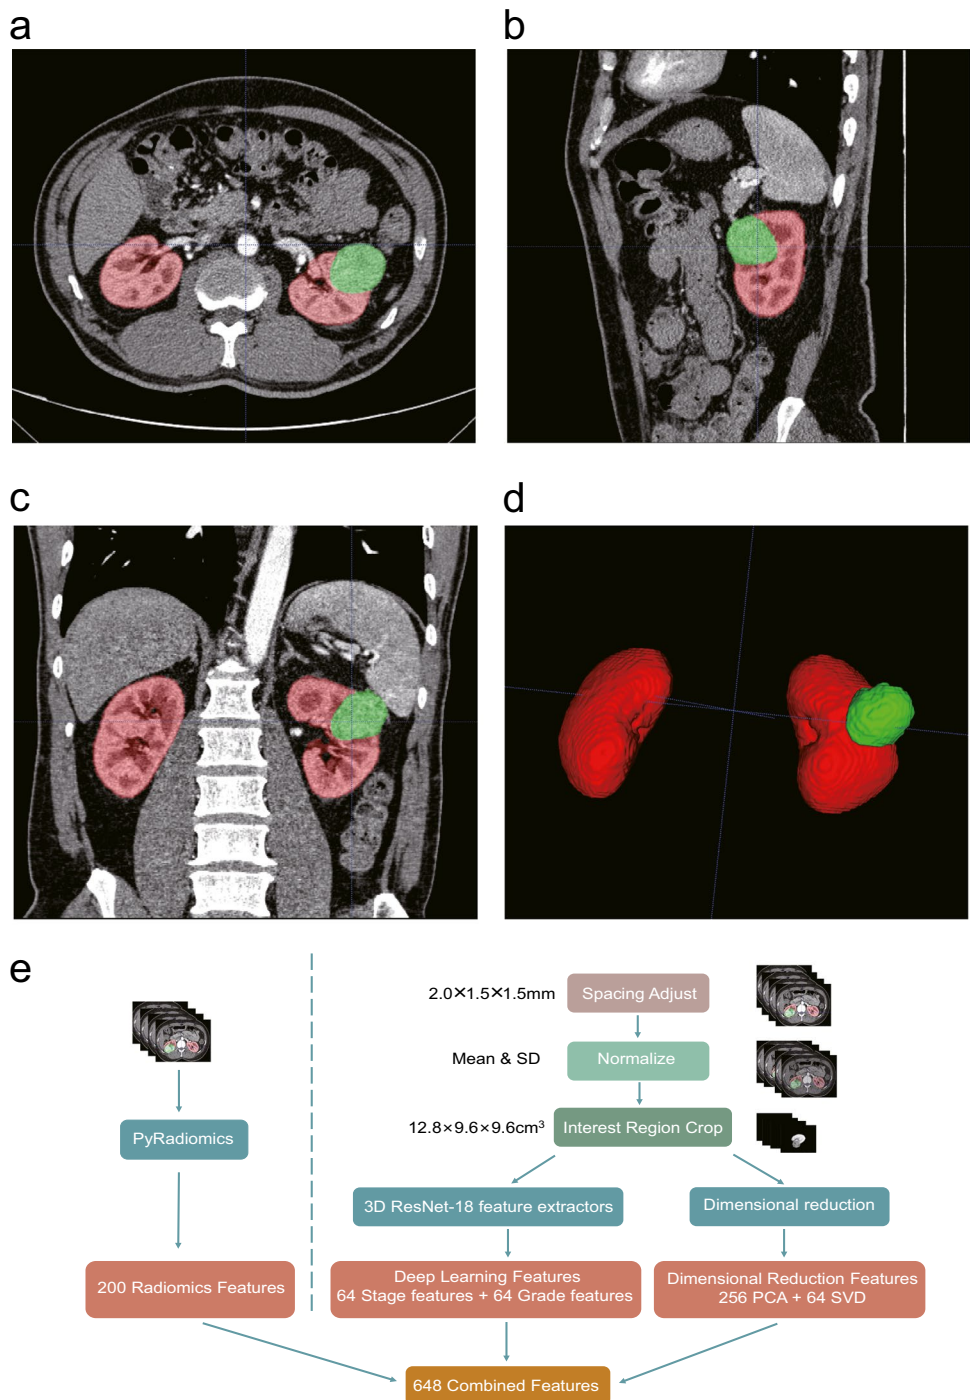 a
b
c
d
e
2.0×1.5×1.5mm
Spacing Adjust
Mean & SD
Normalize
PyRadiomics
12.8×9.6×9.6cm³
Interest Region Crop
3D ResNet-18 feature extractors
Dimensional reduction
200 Radiomics Features
Deep Learning Features
64 Stage features + 64 Grade features
Dimensional Reduction Features
256 PCA + 64 SVD
648 Combined Features